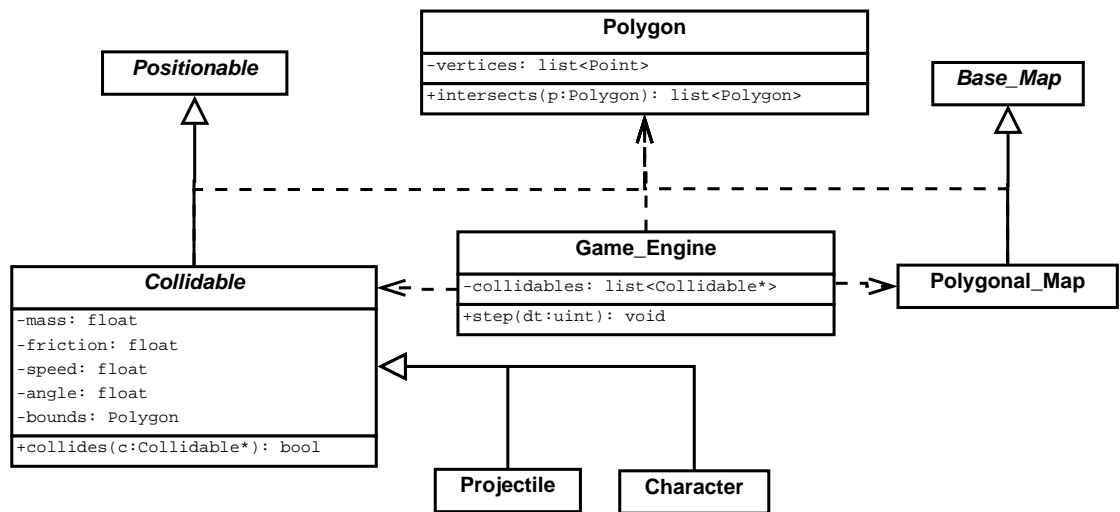 Positionable
Polygon
-vertices: list<Point>
+intersects(p:Polygon): list<Polygon>
Base_Map
Collidable
-mass: float
-friction: float
-speed: float
-angle: float
-bounds: Polygon
+collides(c:Collidable*): bool
Game_Engine
-collidables: list<Collidable*>
+step(dt:uint): void
Polygonal_Map
Projectile
Character